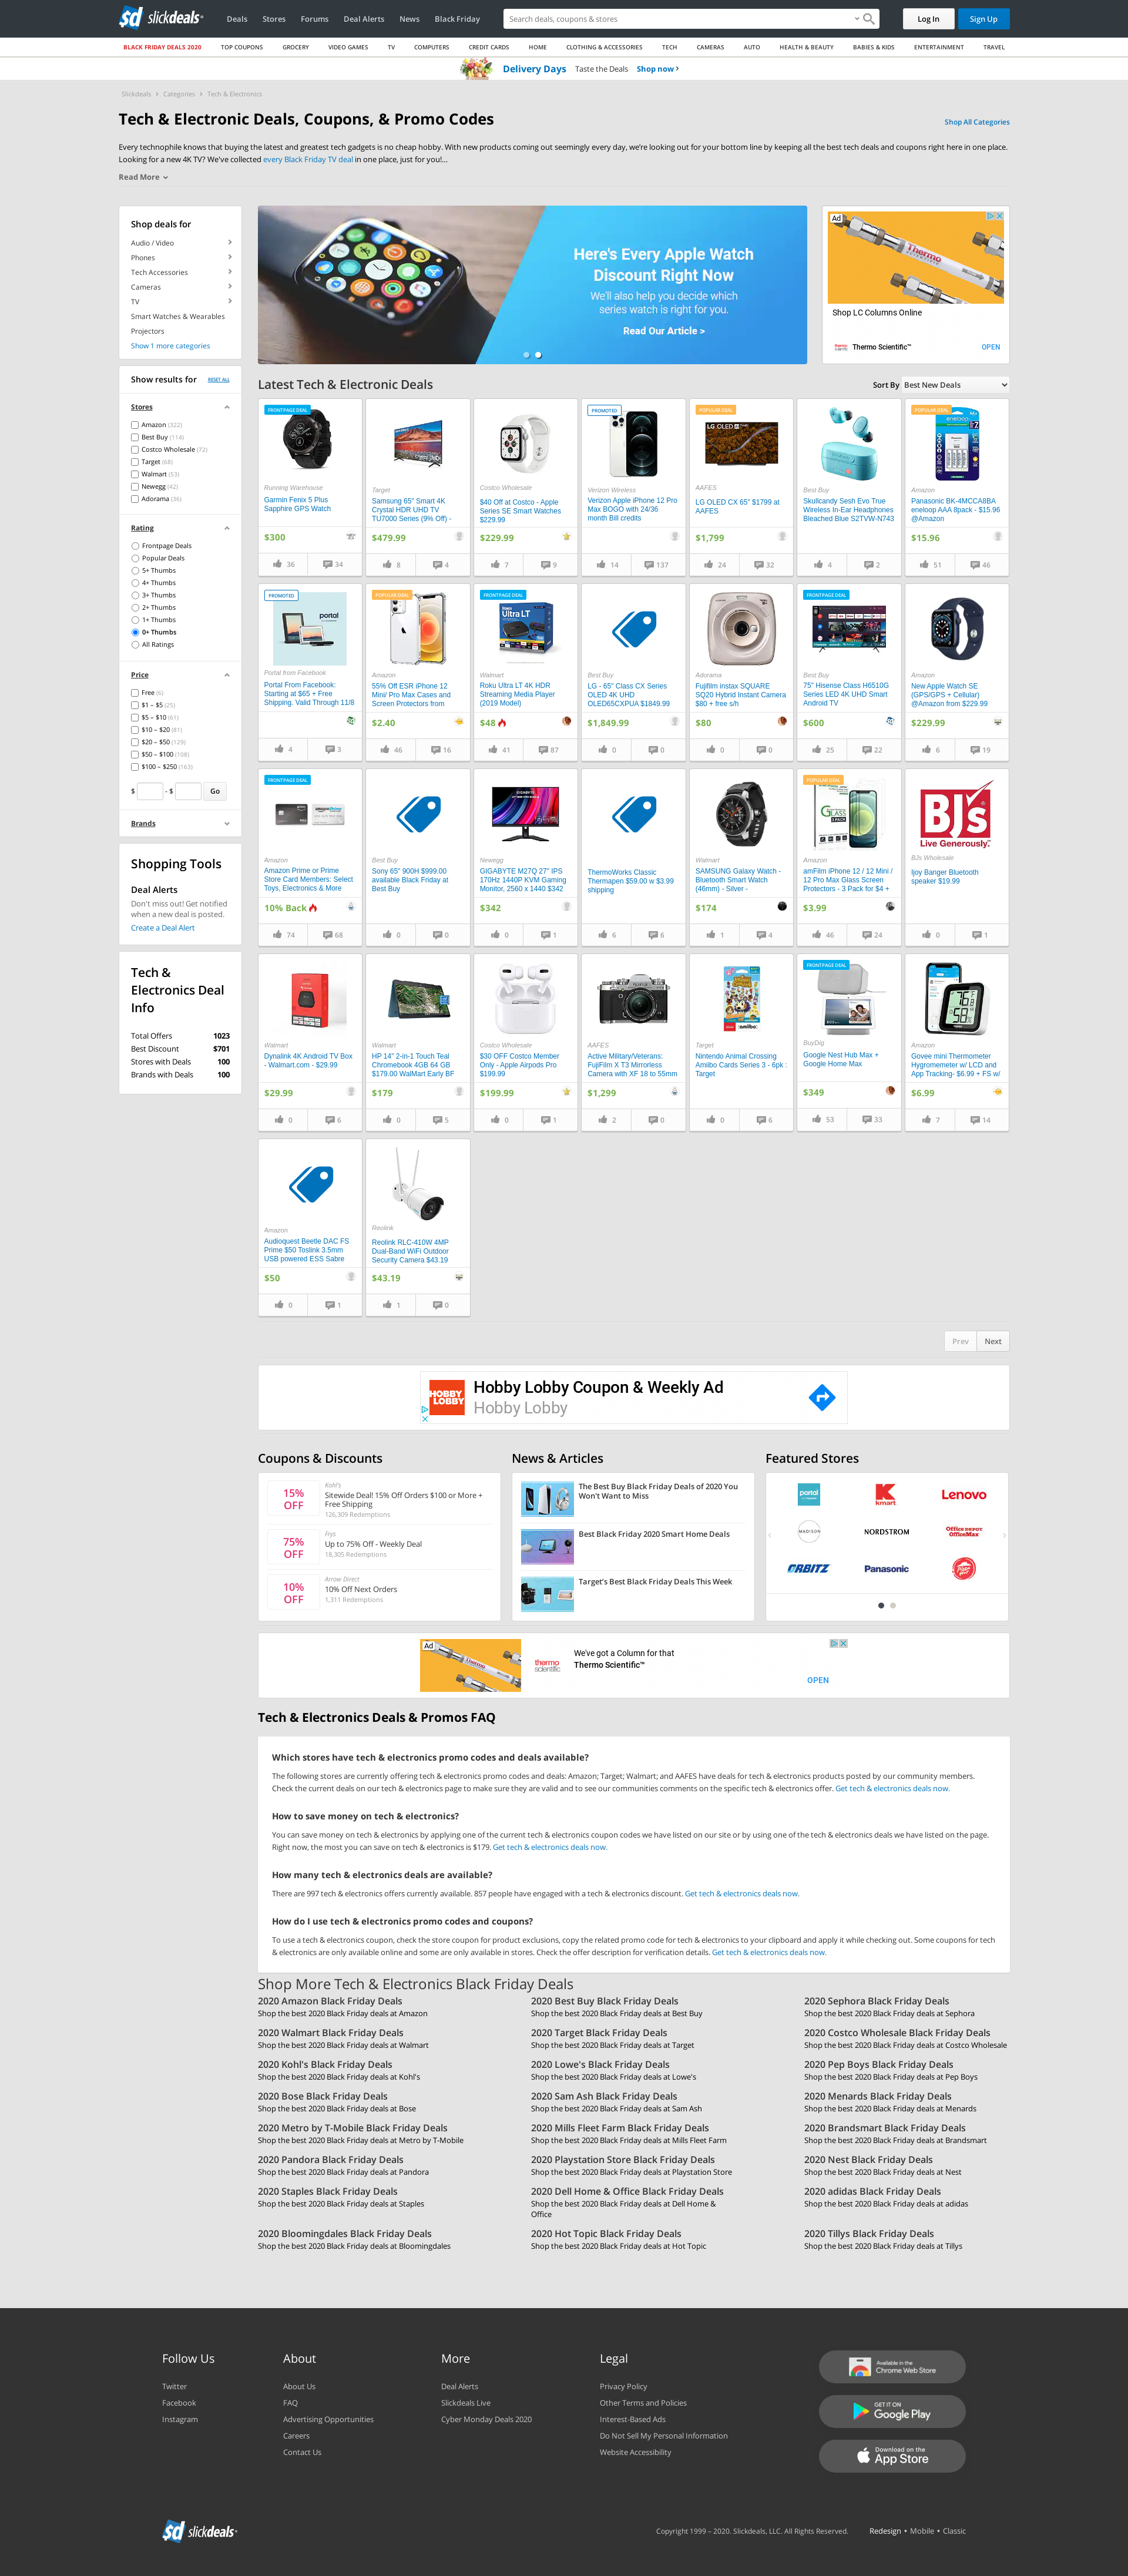 sd slickdeals
Deals Stores Forums Deal Alerts News Black Friday
Search deals, coupons & stores
Log In
Sign Up
BLACK FRIDAY DEALS 2020 TOP COUPONS GROCERY VIDEO GAMES TV COMPUTERS CREDIT CARDS HOME CLOTHING & ACCESSORIES TECH CAMERAS AUTO HEALTH & BEAUTY BABIES & KIDS ENTERTAINMENT TRAVEL
Delivery Days Taste the Deals Shop now >
Slickdeals > Categories > Tech & Electronics
Tech & Electronic Deals, Coupons, & Promo Codes
Shop All Categories
Every technophile knows that buying the latest and greatest tech gadgets is no cheap hobby. With new products coming out seemingly every day, we're looking out for your bottom line by keeping all the best tech deals and coupons right here in one place.
Looking for a new 4K TV? We've collected every Black Friday TV deal in one place, just for you!...
Read More
Shop deals for
Audio / Video
Phones
Tech Accessories
Cameras
TV
Smart Watches & Wearables
Projectors
Show 1 more categories
Show results for RESET ALL
Stores
Amazon (322)
Best Buy (114)
Costco Wholesale (72)
Target (68)
Walmart (53)
Newegg (42)
Adorama (36)
Rating
Frontpage Deals
Popular Deals
5+ Thumbs
4+ Thumbs
3+ Thumbs
2+ Thumbs
1+ Thumbs
0+ Thumbs
All Ratings
Price
Free (6)
$1 – $5 (25)
$5 – $10 (61)
$10 – $20 (81)
$20 – $50 (129)
$50 – $100 (108)
$100 – $250 (163)
$ - $ Go
Brands
Shopping Tools
Deal Alerts
Don't miss out! Get notified
when a new deal is posted.
Create a Deal Alert
Tech &
Electronics Deal
Info
Total Offers 1023
Best Discount $701
Stores with Deals 100
Brands with Deals 100
Here's Every Apple Watch
Discount Right Now
We'll also help you decide which
series watch is right for you.
Read Our Article >
Ad
Shop LC Columns Online
Thermo Scientific™ OPEN
Latest Tech & Electronic Deals
Sort By Best New Deals
FRONTPAGE DEAL
Running Warehouse
Garmin Fenix 5 Plus
Sapphire GPS Watch
$300
36 34
Target
Samsung 65" Smart 4K
Crystal HDR UHD TV
TU7000 Series (9% Off) -
$479.99
8 4
Costco Wholesale
$40 Off at Costco - Apple
Series SE Smart Watches
$229.99
$229.99
7 9
PROMOTED
Verizon Wireless
Verizon Apple iPhone 12 Pro
Max BOGO with 24/36
month Bill credits
14 137
POPULAR DEAL
AAFES
LG OLED CX 65" $1799 at
AAFES
$1,799
24 32
Best Buy
Skullcandy Sesh Evo True
Wireless In-Ear Headphones
Bleached Blue S2TVW-N743
4 2
POPULAR DEAL
Amazon
Panasonic BK-4MCCA8BA
eneloop AAA 8pack - $15.96
@Amazon
$15.96
51 46
PROMOTED
portal
Portal from Facebook
Portal From Facebook:
Starting at $65 + Free
Shipping. Valid Through 11/8
4 3
POPULAR DEAL
Amazon
55% Off ESR iPhone 12
Mini/ Pro Max Cases and
Screen Protectors from
$2.40
46 16
FRONTPAGE DEAL
Walmart
Roku Ultra LT 4K HDR
Streaming Media Player
(2019 Model)
$48
41 87
Best Buy
LG - 65" Class CX Series
OLED 4K UHD
OLED65CXPUA $1849.99
$1,849.99
0 0
Adorama
Fujifilm instax SQUARE
SQ20 Hybrid Instant Camera
$80 + free s/h
$80
0 0
FRONTPAGE DEAL
Best Buy
75" Hisense Class H6510G
Series LED 4K UHD Smart
Android TV
$600
25 22
Amazon
New Apple Watch SE
(GPS/GPS + Cellular)
@Amazon from $229.99
$229.99
6 19
FRONTPAGE DEAL
Amazon
Amazon Prime or Prime
Store Card Members: Select
Toys, Electronics & More
10% Back
74 68
Best Buy
Sony 65" 900H $999.00
available Black Friday at
Best Buy
0 0
Newegg
GIGABYTE M27Q 27" IPS
170Hz 1440P KVM Gaming
Monitor, 2560 x 1440 $342
$342
0 1
ThermoWorks Classic
Thermapen $59.00 w $3.99
shipping
6 6
Walmart
SAMSUNG Galaxy Watch -
Bluetooth Smart Watch
(46mm) - Silver -
$174
1 4
POPULAR DEAL
Amazon
amFilm iPhone 12 / 12 Mini /
12 Pro Max Glass Screen
Protectors - 3 Pack for $4 +
$3.99
46 24
BJ's
Live Generously.
BJs Wholesale
Ijoy Banger Bluetooth
speaker $19.99
0 1
Walmart
Dynalink 4K Android TV Box
- Walmart.com - $29.99
$29.99
0 6
Walmart
HP 14" 2-in-1 Touch Teal
Chromebook 4GB 64 GB
$179.00 WalMart Early BF
$179
0 5
Costco Wholesale
$30 OFF Costco Member
Only - Apple Airpods Pro
$199.99
$199.99
0 1
AAFES
Active Military/Veterans:
FujiFilm X T3 Mirrorless
Camera with XF 18 to 55mm
$1,299
2 0
Target
Nintendo Animal Crossing
Amiibo Cards Series 3 - 6pk :
Target
0 6
FRONTPAGE DEAL
BuyDig
Google Nest Hub Max +
Google Home Max
$349
53 33
Amazon
Govee mini Thermometer
Hygromemeter w/ LCD and
App Tracking- $6.99 + FS w/
$6.99
7 14
Amazon
Audioquest Beetle DAC FS
Prime $50 Toslink 3.5mm
USB powered ESS Sabre
$50
0 1
Reolink
Reolink RLC-410W 4MP
Dual-Band WiFi Outdoor
Security Camera $43.19
$43.19
1 0
Prev Next
HOBBY LOBBY
Hobby Lobby Coupon & Weekly Ad
Hobby Lobby
Coupons & Discounts
15% OFF
Kohl's
Sitewide Deal! 15% Off Orders $100 or More +
Free Shipping
126,309 Redemptions
75% OFF
Frys
Up to 75% Off - Weekly Deal
18,305 Redemptions
10% OFF
Arrow Direct
10% Off Next Orders
1,311 Redemptions
News & Articles
The Best Buy Black Friday Deals of 2020 You
Won't Want to Miss
Best Black Friday 2020 Smart Home Deals
Target's Best Black Friday Deals This Week
Featured Stores
portal kmart Lenovo
MADISON NORDSTROM Office DEPOT OfficeMax
ORBITZ Panasonic Pizza Hut
Ad
thermo scientific
We've got a Column for that
Thermo Scientific™
OPEN
Tech & Electronics Deals & Promos FAQ
Which stores have tech & electronics promo codes and deals available?
The following stores are currently offering tech & electronics promo codes and deals: Amazon; Target; Walmart; and AAFES have deals for tech & electronics products posted by our community members.
Check the current deals on our tech & electronics page to make sure they are valid and to see our communities comments on the specific tech & electronics offer. Get tech & electronics deals now.
How to save money on tech & electronics?
You can save money on tech & electronics by applying one of the current tech & electronics coupon codes we have listed on our site or by using one of the tech & electronics deals we have listed on the page.
Right now, the most you can save on tech & electronics is $179. Get tech & electronics deals now.
How many tech & electronics deals are available?
There are 997 tech & electronics offers currently available. 857 people have engaged with a tech & electronics discount. Get tech & electronics deals now.
How do I use tech & electronics promo codes and coupons?
To use a tech & electronics coupon, check the store coupon for product exclusions, copy the related promo code for tech & electronics to your clipboard and apply it while checking out. Some coupons for tech
& electronics are only available online and some are only available in stores. Check the offer description for verification details. Get tech & electronics deals now.
Shop More Tech & Electronics Black Friday Deals
2020 Amazon Black Friday Deals
Shop the best 2020 Black Friday deals at Amazon
2020 Best Buy Black Friday Deals
Shop the best 2020 Black Friday deals at Best Buy
2020 Sephora Black Friday Deals
Shop the best 2020 Black Friday deals at Sephora
2020 Walmart Black Friday Deals
Shop the best 2020 Black Friday deals at Walmart
2020 Target Black Friday Deals
Shop the best 2020 Black Friday deals at Target
2020 Costco Wholesale Black Friday Deals
Shop the best 2020 Black Friday deals at Costco Wholesale
2020 Kohl's Black Friday Deals
Shop the best 2020 Black Friday deals at Kohl's
2020 Lowe's Black Friday Deals
Shop the best 2020 Black Friday deals at Lowe's
2020 Pep Boys Black Friday Deals
Shop the best 2020 Black Friday deals at Pep Boys
2020 Bose Black Friday Deals
Shop the best 2020 Black Friday deals at Bose
2020 Sam Ash Black Friday Deals
Shop the best 2020 Black Friday deals at Sam Ash
2020 Menards Black Friday Deals
Shop the best 2020 Black Friday deals at Menards
2020 Metro by T-Mobile Black Friday Deals
Shop the best 2020 Black Friday deals at Metro by T-Mobile
2020 Mills Fleet Farm Black Friday Deals
Shop the best 2020 Black Friday deals at Mills Fleet Farm
2020 Brandsmart Black Friday Deals
Shop the best 2020 Black Friday deals at Brandsmart
2020 Pandora Black Friday Deals
Shop the best 2020 Black Friday deals at Pandora
2020 Playstation Store Black Friday Deals
Shop the best 2020 Black Friday deals at Playstation Store
2020 Nest Black Friday Deals
Shop the best 2020 Black Friday deals at Nest
2020 Staples Black Friday Deals
Shop the best 2020 Black Friday deals at Staples
2020 Dell Home & Office Black Friday Deals
Shop the best 2020 Black Friday deals at Dell Home &
Office
2020 adidas Black Friday Deals
Shop the best 2020 Black Friday deals at adidas
2020 Bloomingdales Black Friday Deals
Shop the best 2020 Black Friday deals at Bloomingdales
2020 Hot Topic Black Friday Deals
Shop the best 2020 Black Friday deals at Hot Topic
2020 Tillys Black Friday Deals
Shop the best 2020 Black Friday deals at Tillys
Follow Us
Twitter
Facebook
Instagram
About
About Us
FAQ
Advertising Opportunities
Careers
Contact Us
More
Deal Alerts
Slickdeals Live
Cyber Monday Deals 2020
Legal
Privacy Policy
Other Terms and Policies
Interest-Based Ads
Do Not Sell My Personal Information
Website Accessibility
Available in the
Chrome Web Store
GET IT ON
Google Play
Download on the
App Store
sd slickdeals
Copyright 1999 – 2020. Slickdeals, LLC. All Rights Reserved. Redesign • Mobile • Classic